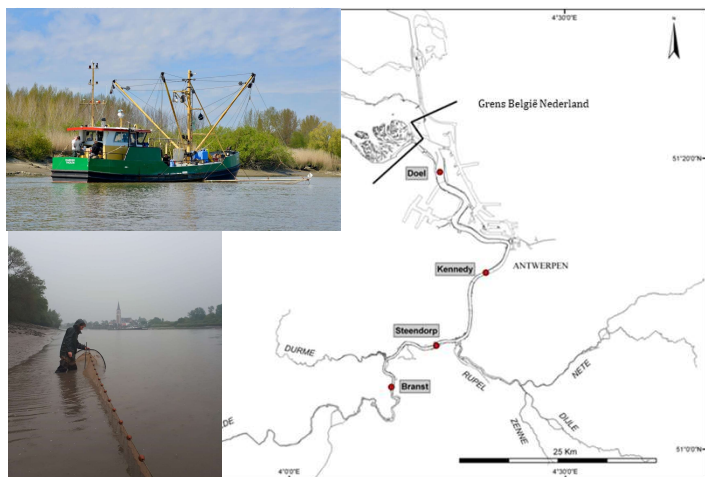 4°30'0"E
N
Grens België Nederland
51°20'0"N
Doel
Kennedy
ANTWERPEN
Steendorp
DURME
Branst
RUPEL
NETE
DE
ZENNE
DIJLE
51°0'0"N
25 Km
4°0'0"E
4°30'0"E